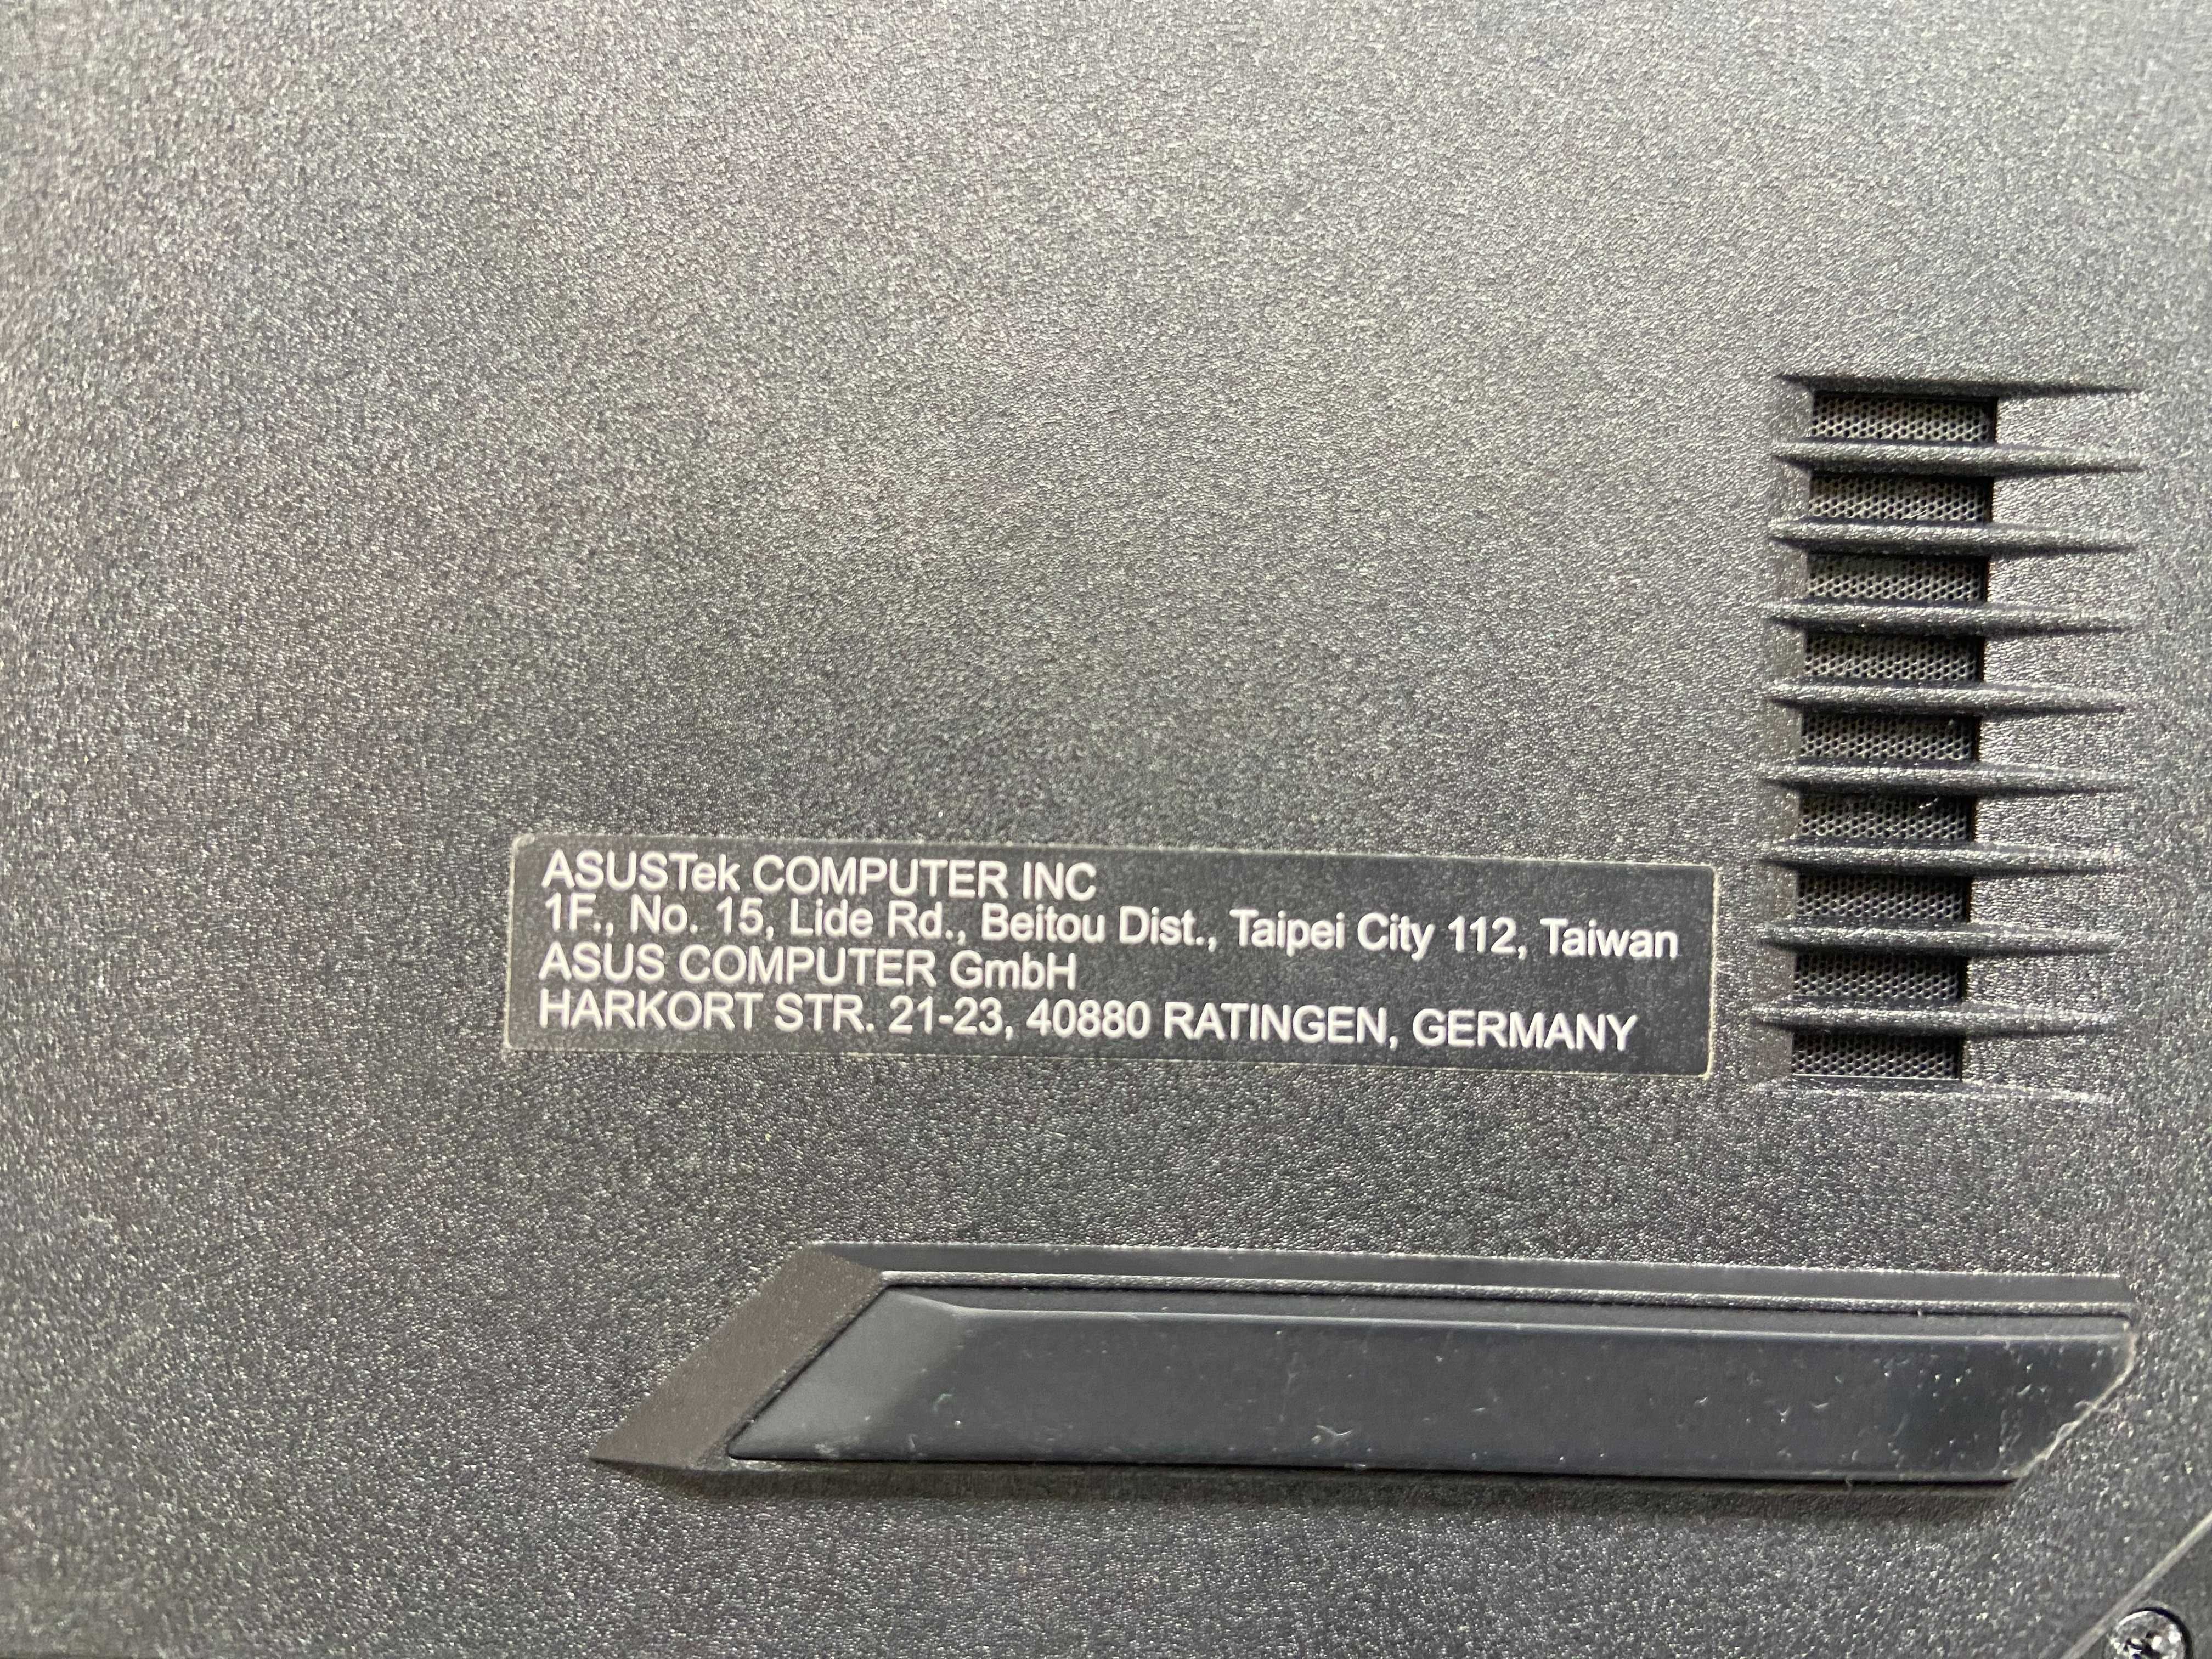 ASUSTek COMPUTER INC
1F., No. 15, Lide Rd., Beitou Dist., Taipei City 112, Taiwan
ASUS COMPUTER GmbH
HARKORT STR. 21-23, 40880 RATINGEN, GERMANY